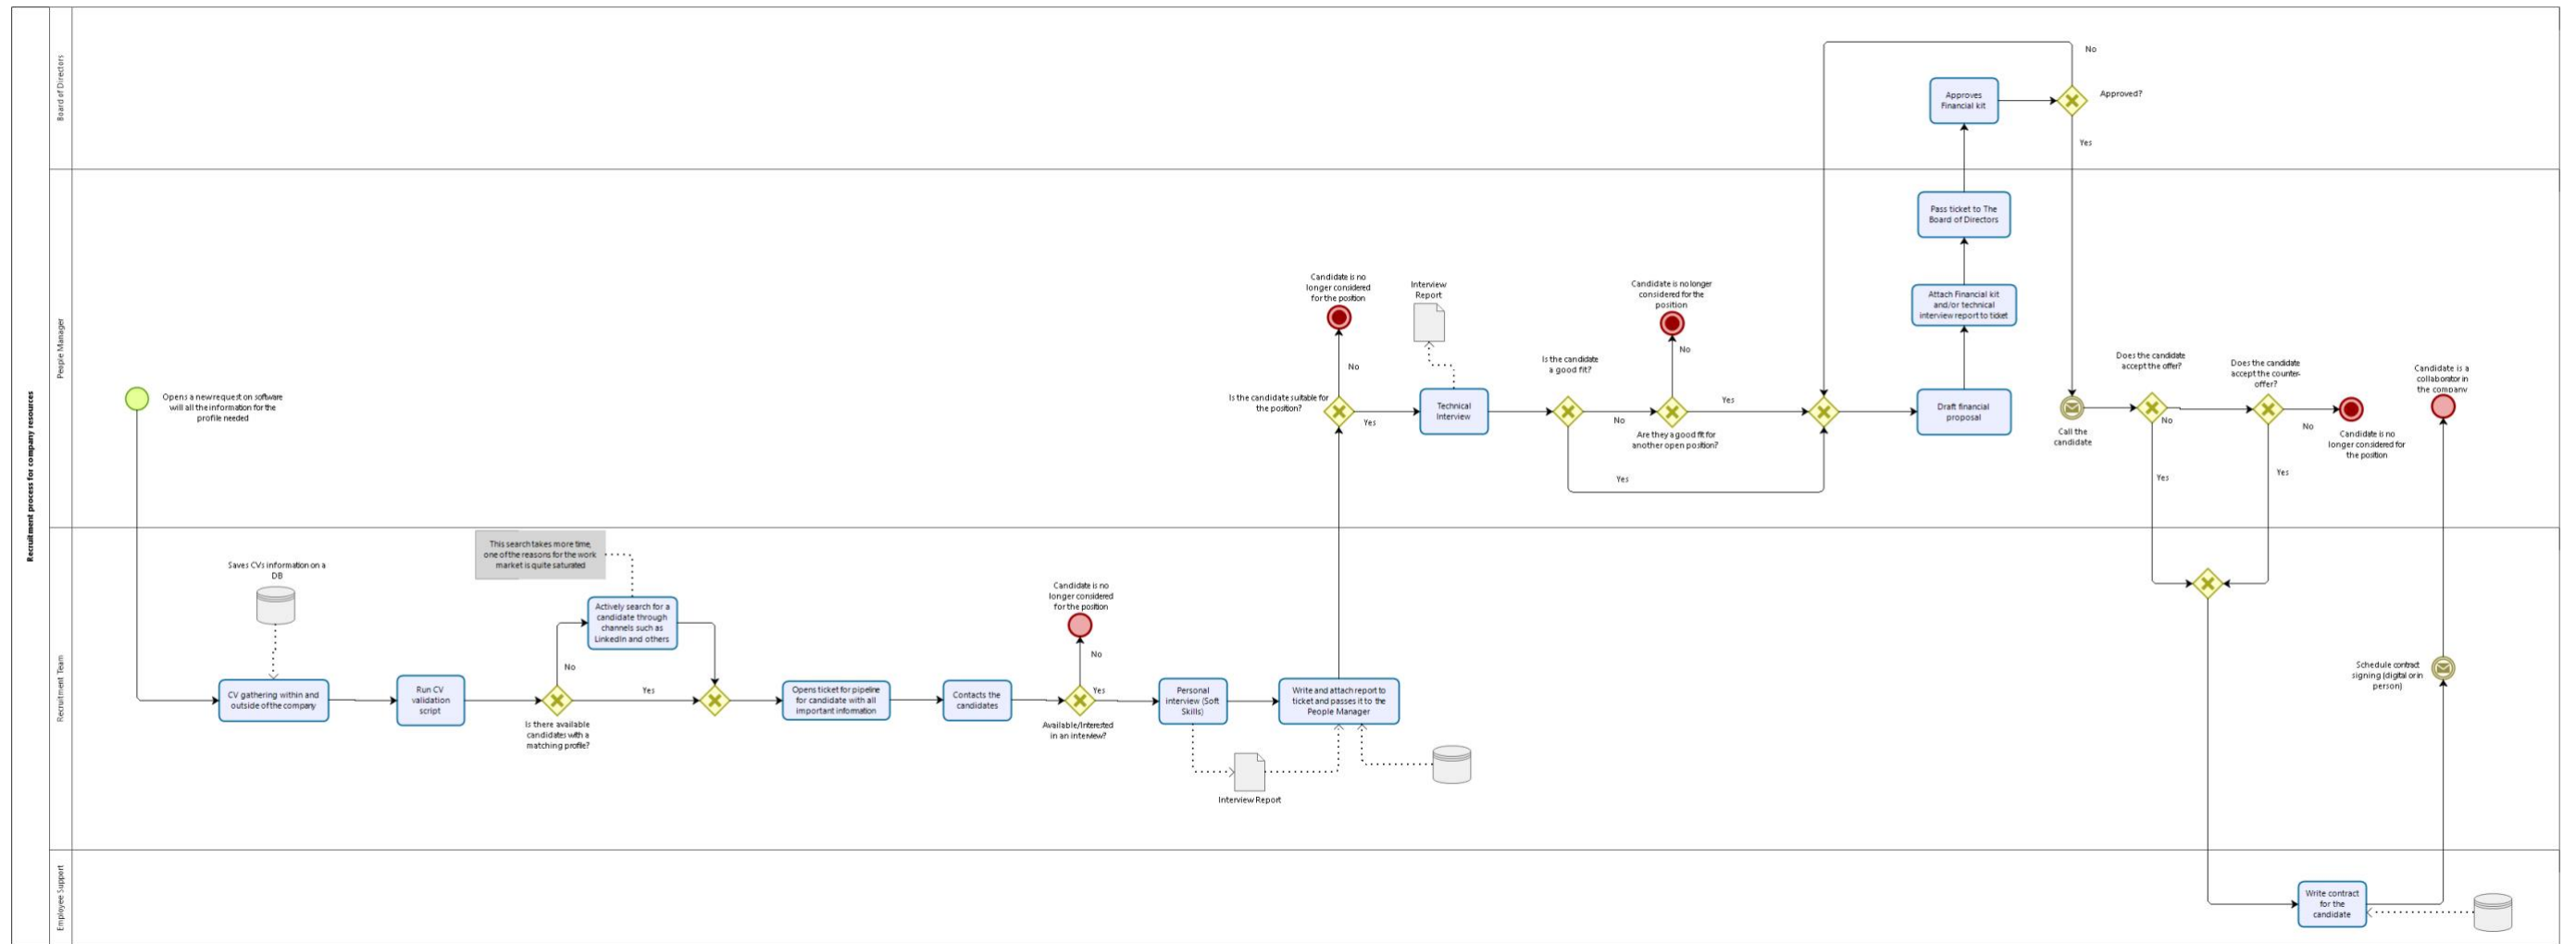 Recruitment process for company resources
Board of Directors
No
Approves
Financial kit
Approved?
Yes
People Manager
Pass ticket to The
Board of Directors
Attach Financial kit
and/or technical
interview report to ticket
Opens a new request on software
will all the information for the
profile needed
Candidate is no
longer considered
for the position
No
Is the candidate suitable for
the position?
Yes
Interview
Report
Technical
Interview
Is the candidate
a good fit?
No
Yes
Candidate is no longer
considered for the
position
No
Are they a good fit for
another open position?
Yes
Draft financial
proposal
Call the
candidate
Does the candidate
accept the offer?
No
Yes
Does the candidate
accept the counter-
offer?
No
Yes
Candidate is no
longer considered for
the position
Candidate is a
collaborator in
the company
Recruitment Team
Saves CVs information on a
DB
CV gathering within and
outside of the company
Run CV
validation
script
This search takes more time,
one of the reasons for the work
market is quite saturated
Actively search for a
candidate through
channels such as
LinkedIn and others
No
Yes
Is there available
candidates with a
matching profile?
Opens ticket for pipeline
for candidate with all
important information
Contacts the
candidates
Candidate is no
longer considered
for the position
No
Yes
Available/Interested
in an interview?
Personal
interview (Soft
Skills)
Write and attach report to
ticket and passes it to the
People Manager
Interview Report
Schedule contract
signing (digital or in
person)
Employee Support
Write contract
for the
candidate